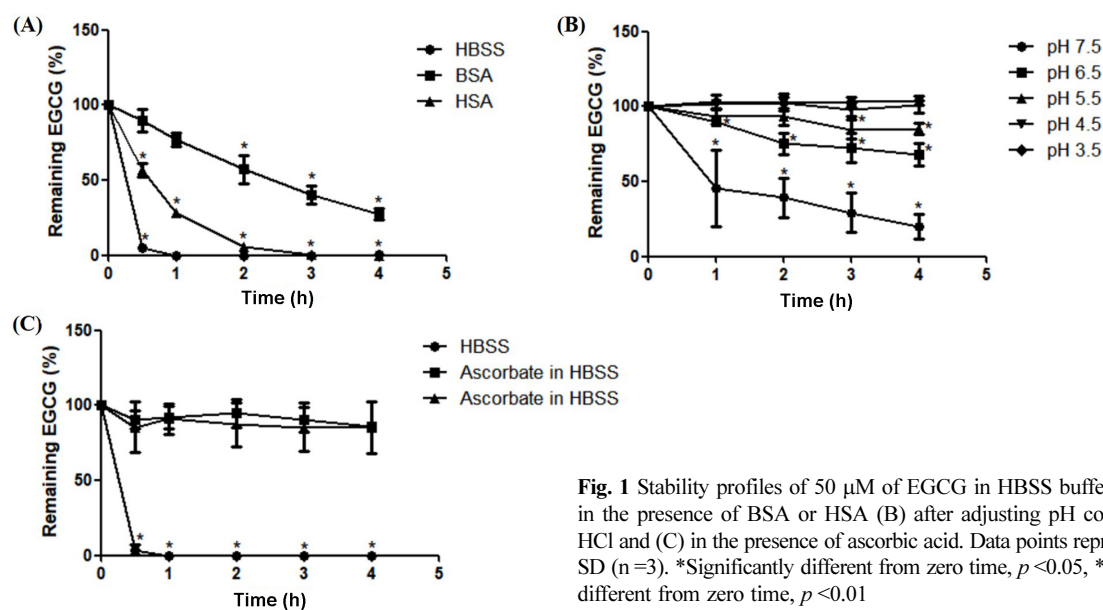 (A)
150
100
50
0
Remaining EGCG (%)
HBSS
BSA
HSA
*
*
*
*
*
*
*
*
*
*
0 1 2 3 4 5
Time (h)
(B)
150
100
50
0
Remaining EGCG (%)
pH 7.5
pH 6.5
pH 5.5
pH 4.5
pH 3.5
*
*
*
*
*
*
*
*
*
*
0 1 2 3 4 5
Time (h)
(C)
150
100
50
0
Remaining EGCG (%)
HBSS
Ascorbate in HBSS
Ascorbate in HBSS
* * * * *
0 1 2 3 4 5
Time (h)
Fig. 1 Stability profiles of 50 μM of EGCG in HBSS buffe
in the presence of BSA or HSA (B) after adjusting pH co
HCl and (C) in the presence of ascorbic acid. Data points repr
SD (n =3). *Significantly different from zero time, p <0.05, *
different from zero time, p <0.01